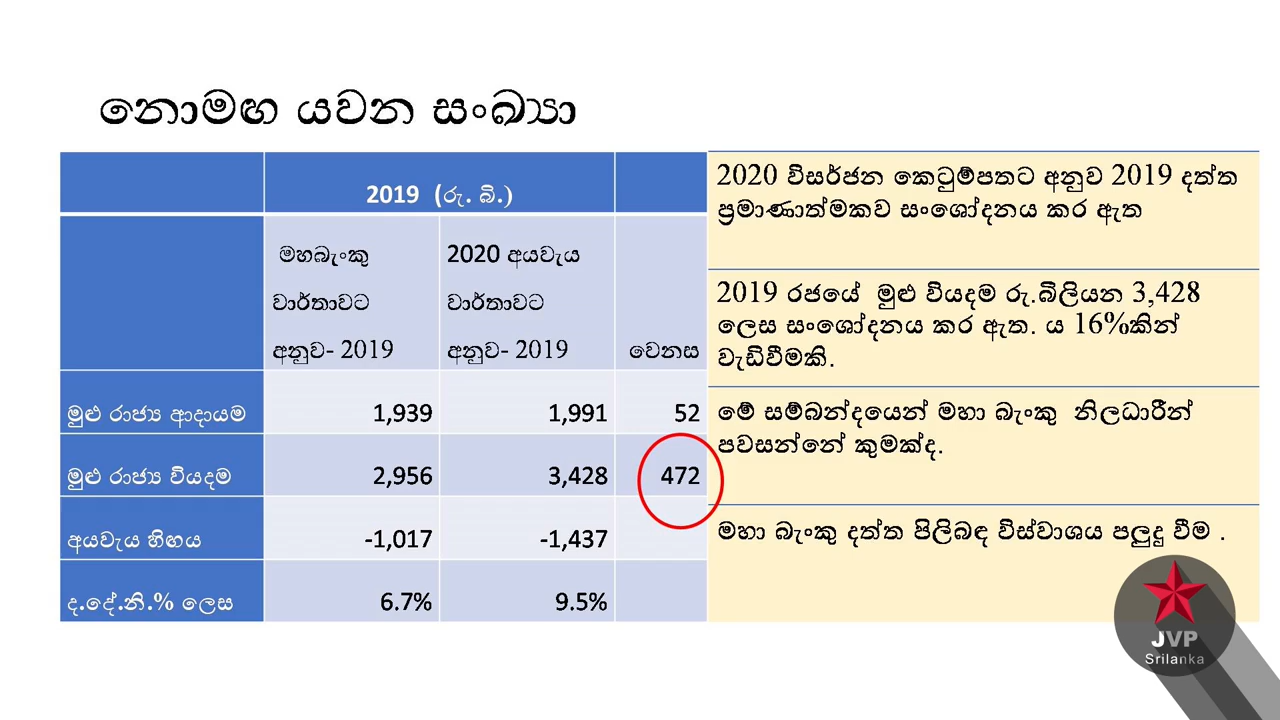 නොමඟ යවන සංඛ්‍යා
2019 (රු. බි.)
මහබැංකු වාර්තාවට අනුව- 2019
2020 අයවැය වාර්තාවට අනුව- 2019
වෙනස
මුළු රාජ්‍ය ආදායම 1,939 1,991 52
මුළු රාජ්‍ය වියදම 2,956 3,428 472
අයවැය හිඟය -1,017 -1,437
ද.දේ.නි.% ලෙස 6.7% 9.5%
2020 විසර්ජන කෙටුම්පතට අනුව 2019 දත්ත
ප්‍රමාණාත්මකව සංශෝදනය කර ඇත
2019 රජයේ මුළු වියදම රු.බිලියන 3,428
ලෙස සංශෝදනය කර ඇත. ය 16%කින්
වැඩිවීමකි.
මේ සම්බන්දයෙන් මහා බැංකු නිලධාරීන්
පවසන්නේ කුමක්ද.
මහා බැංකු දත්ත පිලිබඳ විස්වාශය පලුදු වීම .
JVP
Srilanka